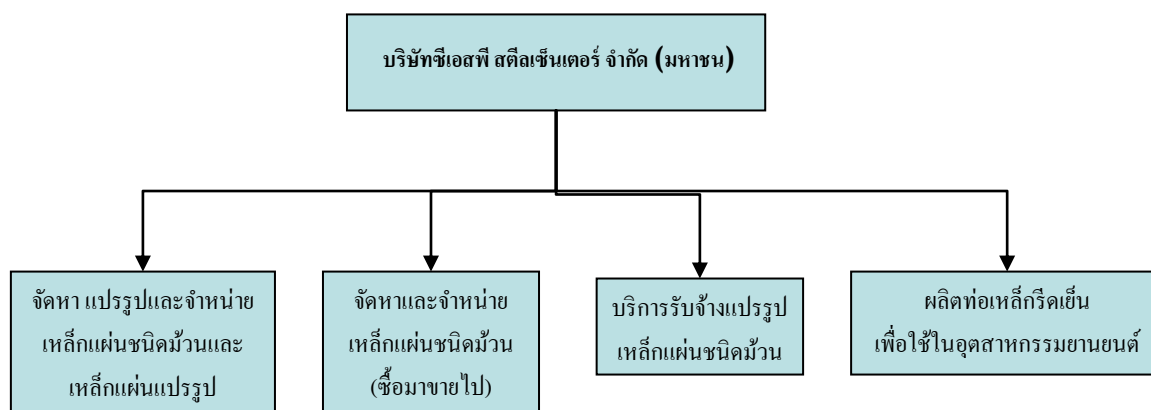 บริษัทซีเอสพี สตีลเซ็นเตอร์ จำกัด (มหาชน)
จัดหา แปรรูปและจำหน่าย
เหล็กแผ่นชนิดม้วนและ
เหล็กแผ่นแปรรูป
จัดหาและจำหน่าย
เหล็กแผ่นชนิดม้วน
(ซื้อมาขายไป)
บริการรับจ้างแปรรูป
เหล็กแผ่นชนิดม้วน
ผลิตท่อเหล็กรีดเย็น
เพื่อใช้ในอุตสาหกรรมยานยนต์